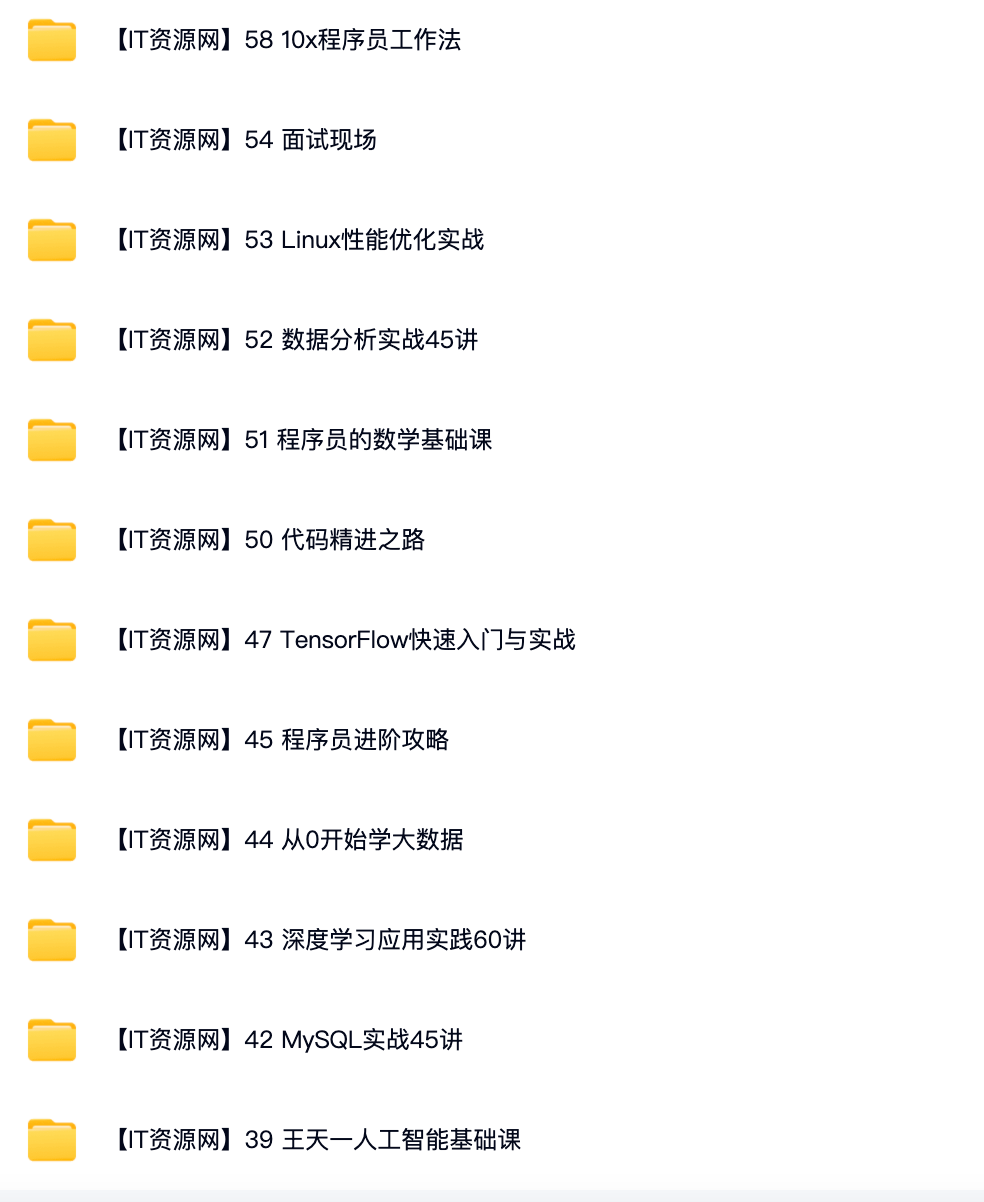 【IT资源网】58 10x程序员工作法
【IT资源网】54 面试现场
【IT资源网】53 Linux性能优化实战
【IT资源网】52 数据分析实战45讲
【IT资源网】51 程序员的数学基础课
【IT资源网】50 代码精进之路
【IT资源网】47 TensorFlow快速入门与实战
【IT资源网】45 程序员进阶攻略
【IT资源网】44 从0开始学大数据
【IT资源网】43 深度学习应用实践60讲
【IT资源网】42 MySQL实战45讲
【IT资源网】39 王天一人工智能基础课